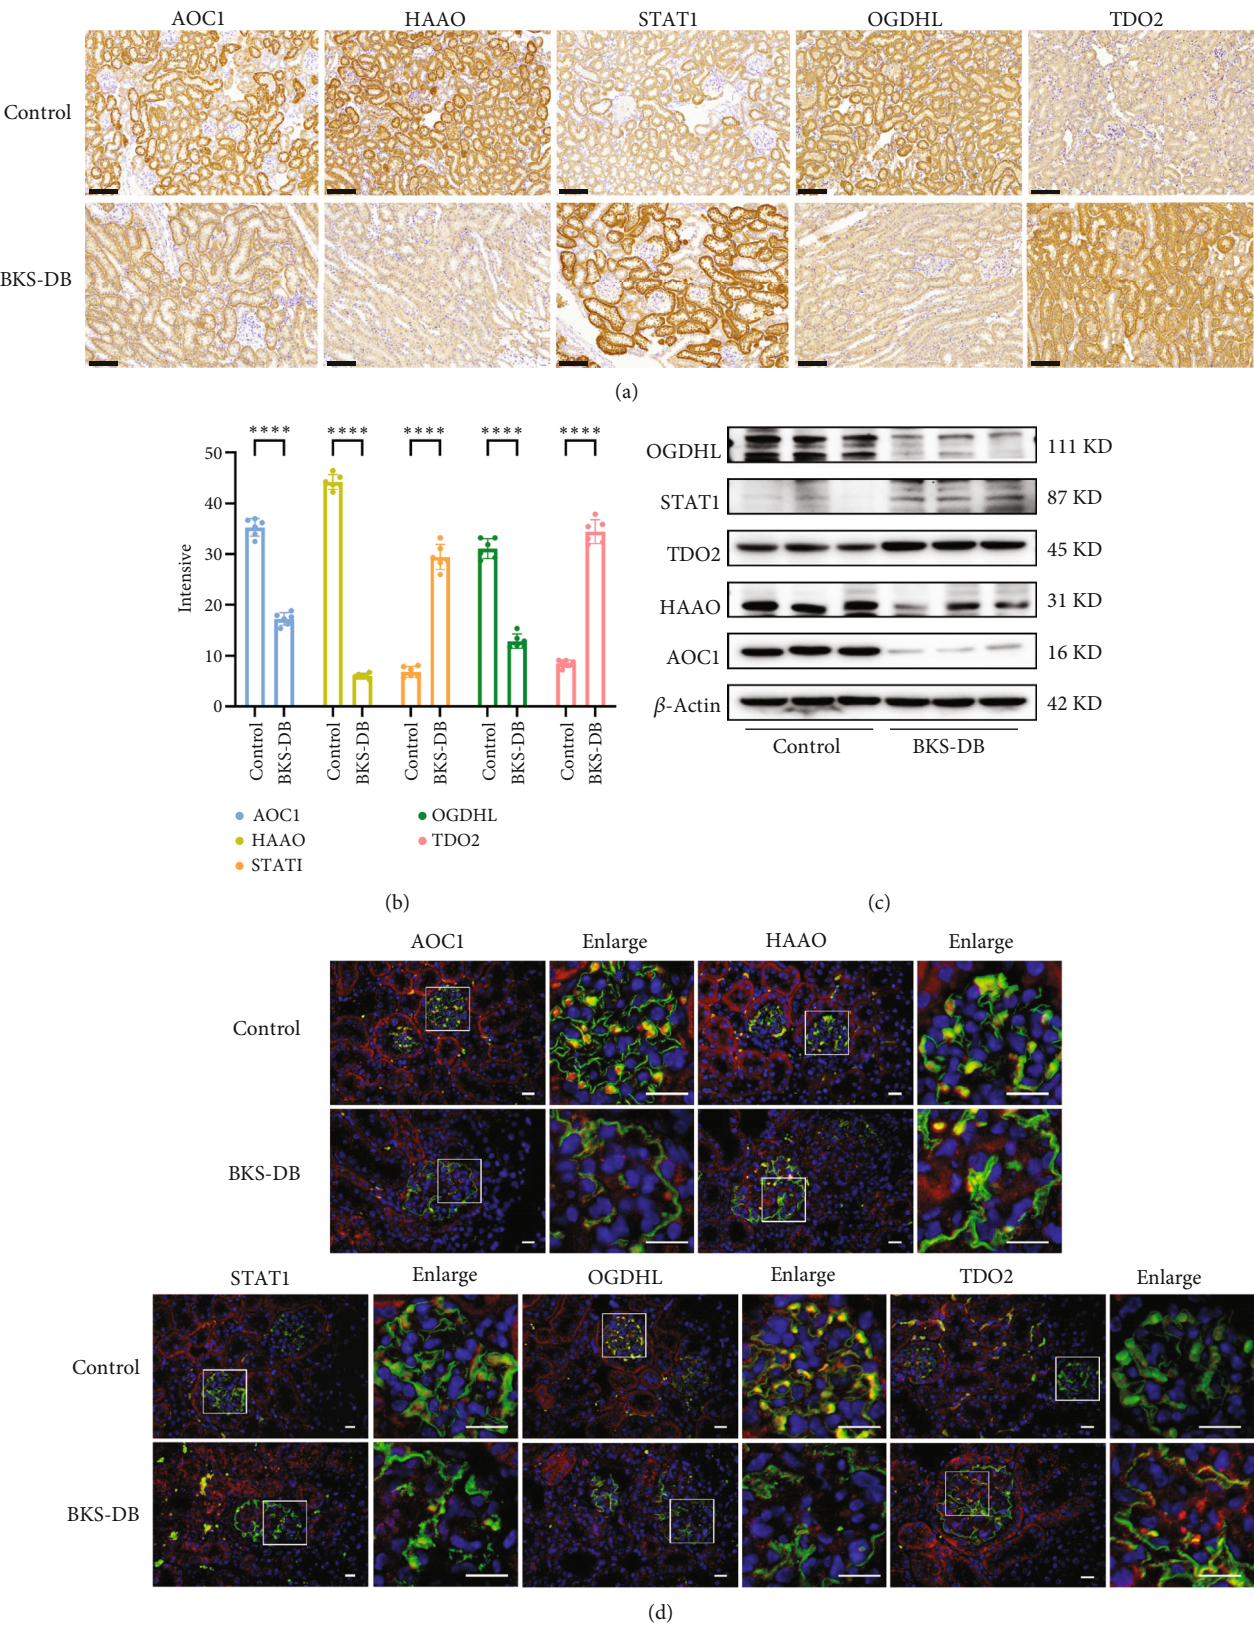 AOC1 HAAO STAT1 OGDHL TDO2
Control
BKS-DB
(a)
**** **** **** **** ****
50
40
30
20
10
0
Intensive
Control BKS-DB Control BKS-DB Control BKS-DB Control BKS-DB Control BKS-DB
AOC1 OGDHL
HAAO TDO2
STATI
(b)
OGDHL 111 KD
STAT1 87 KD
TDO2 45 KD
HAAO 31 KD
AOC1 16 KD
β-Actin 42 KD
Control BKS-DB
(c)
AOC1 Enlarge HAAO Enlarge
Control
BKS-DB
STAT1 Enlarge OGDHL Enlarge TDO2 Enlarge
Control
BKS-DB
(d)